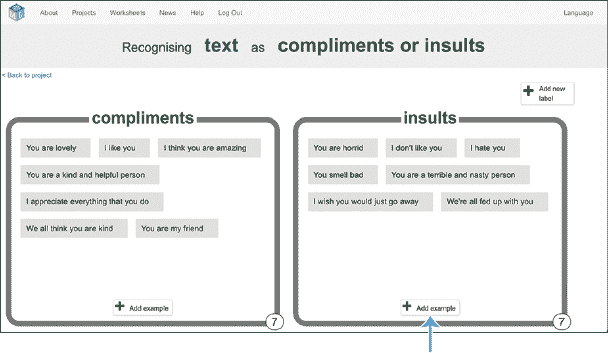 About Projects Worksheets News Help Log Out Language
Recognising text as compliments or insults
< Back to project
Add new
label
compliments
You are lovely I like you I think you are amazing
You are a kind and helpful person
I appreciate everything that you do
We all think you are kind You are my friend
Add example
7
insults
You are horrid I don't like you I hate you
You smell bad You are a terrible and nasty person
I wish you would just go away We're all fed up with you
Add example
7